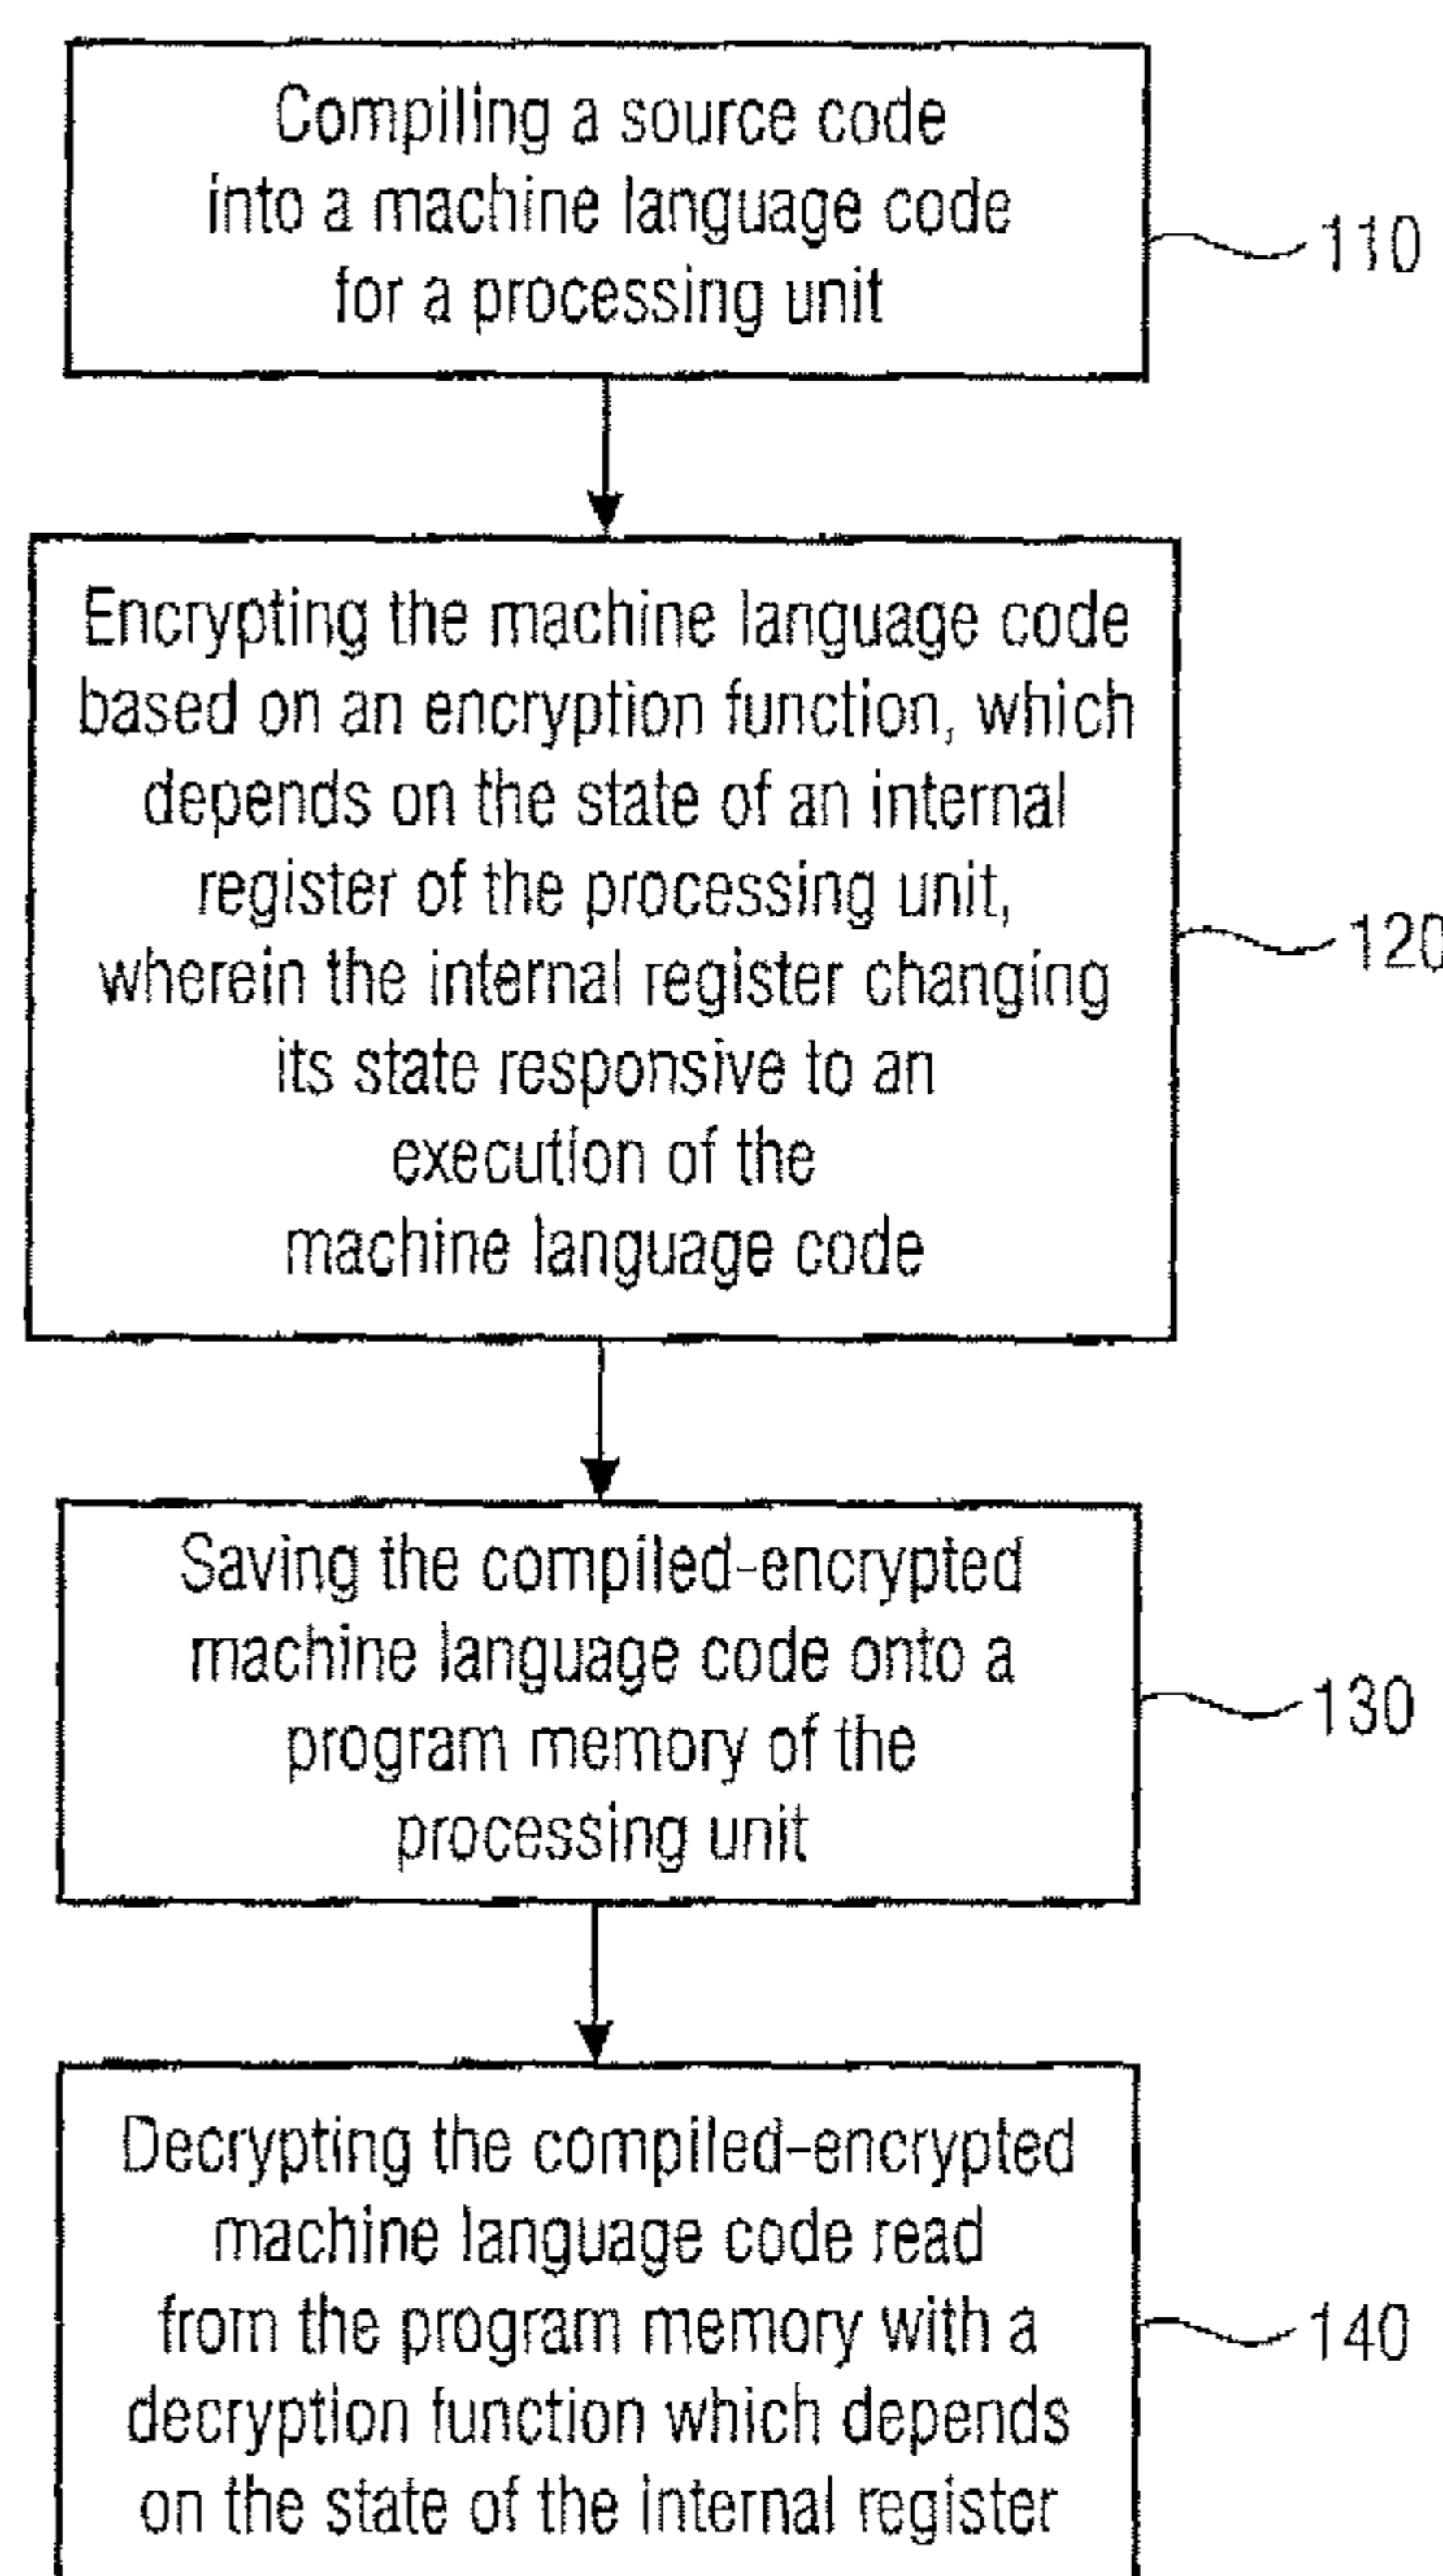 Compiling a source code
into a machine language code
for a processing unit
110
Encrypting the machine language code
based on an encryption function, which
depends on the state of an internal
register of the processing unit,
wherein the internal register changing
its state responsive to an
execution of the
machine language code
120
Saving the compiled-encrypted
machine language code onto a
program memory of the
processing unit
130
Decrypting the compiled-encrypted
machine language code read
from the program memory with a
decryption function which depends
on the state of the internal register
140